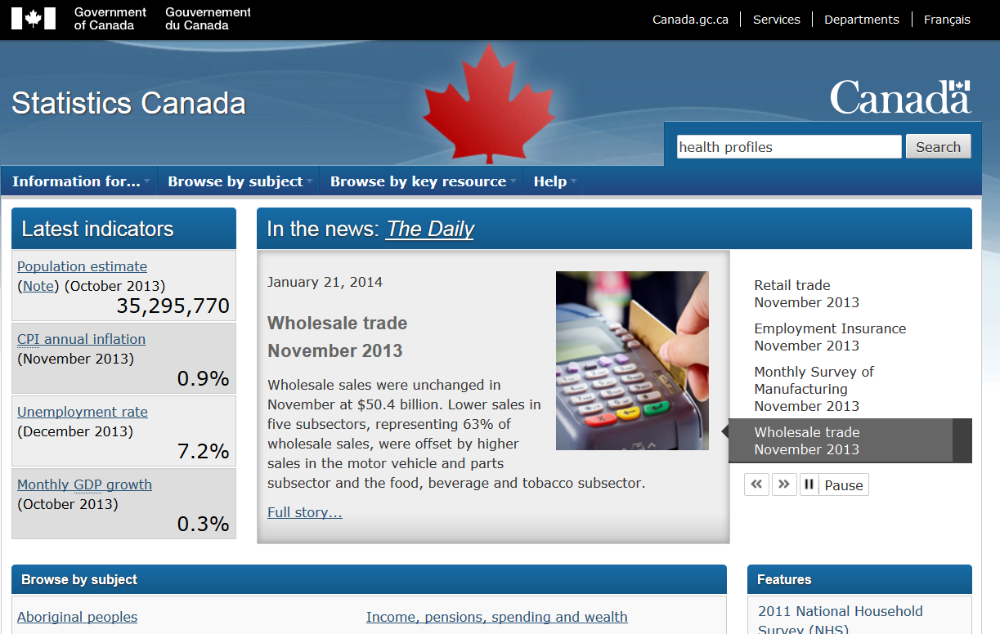 Government of Canada
Gouvernement du Canada
Canada.gc.ca
Services
Departments
Français
Statistics Canada
Canada
health profiles
Search
Information for...
Browse by subject
Browse by key resource
Help
Latest indicators
Population estimate
(Note) (October 2013)
35,295,770
CPI annual inflation
(November 2013)
0.9%
Unemployment rate
(December 2013)
7.2%
Monthly GDP growth
(October 2013)
0.3%
In the news: The Daily
January 21, 2014
Wholesale trade
November 2013
Wholesale sales were unchanged in
November at $50.4 billion. Lower sales in
five subsectors, representing 63% of
wholesale sales, were offset by higher
sales in the motor vehicle and parts
subsector and the food, beverage and tobacco subsector.
Full story...
Retail trade
November 2013
Employment Insurance
November 2013
Monthly Survey of
Manufacturing
November 2013
Wholesale trade
November 2013
Pause
Browse by subject
Aboriginal peoples
Income, pensions, spending and wealth
Features
2011 National Household
Survey (NHS)